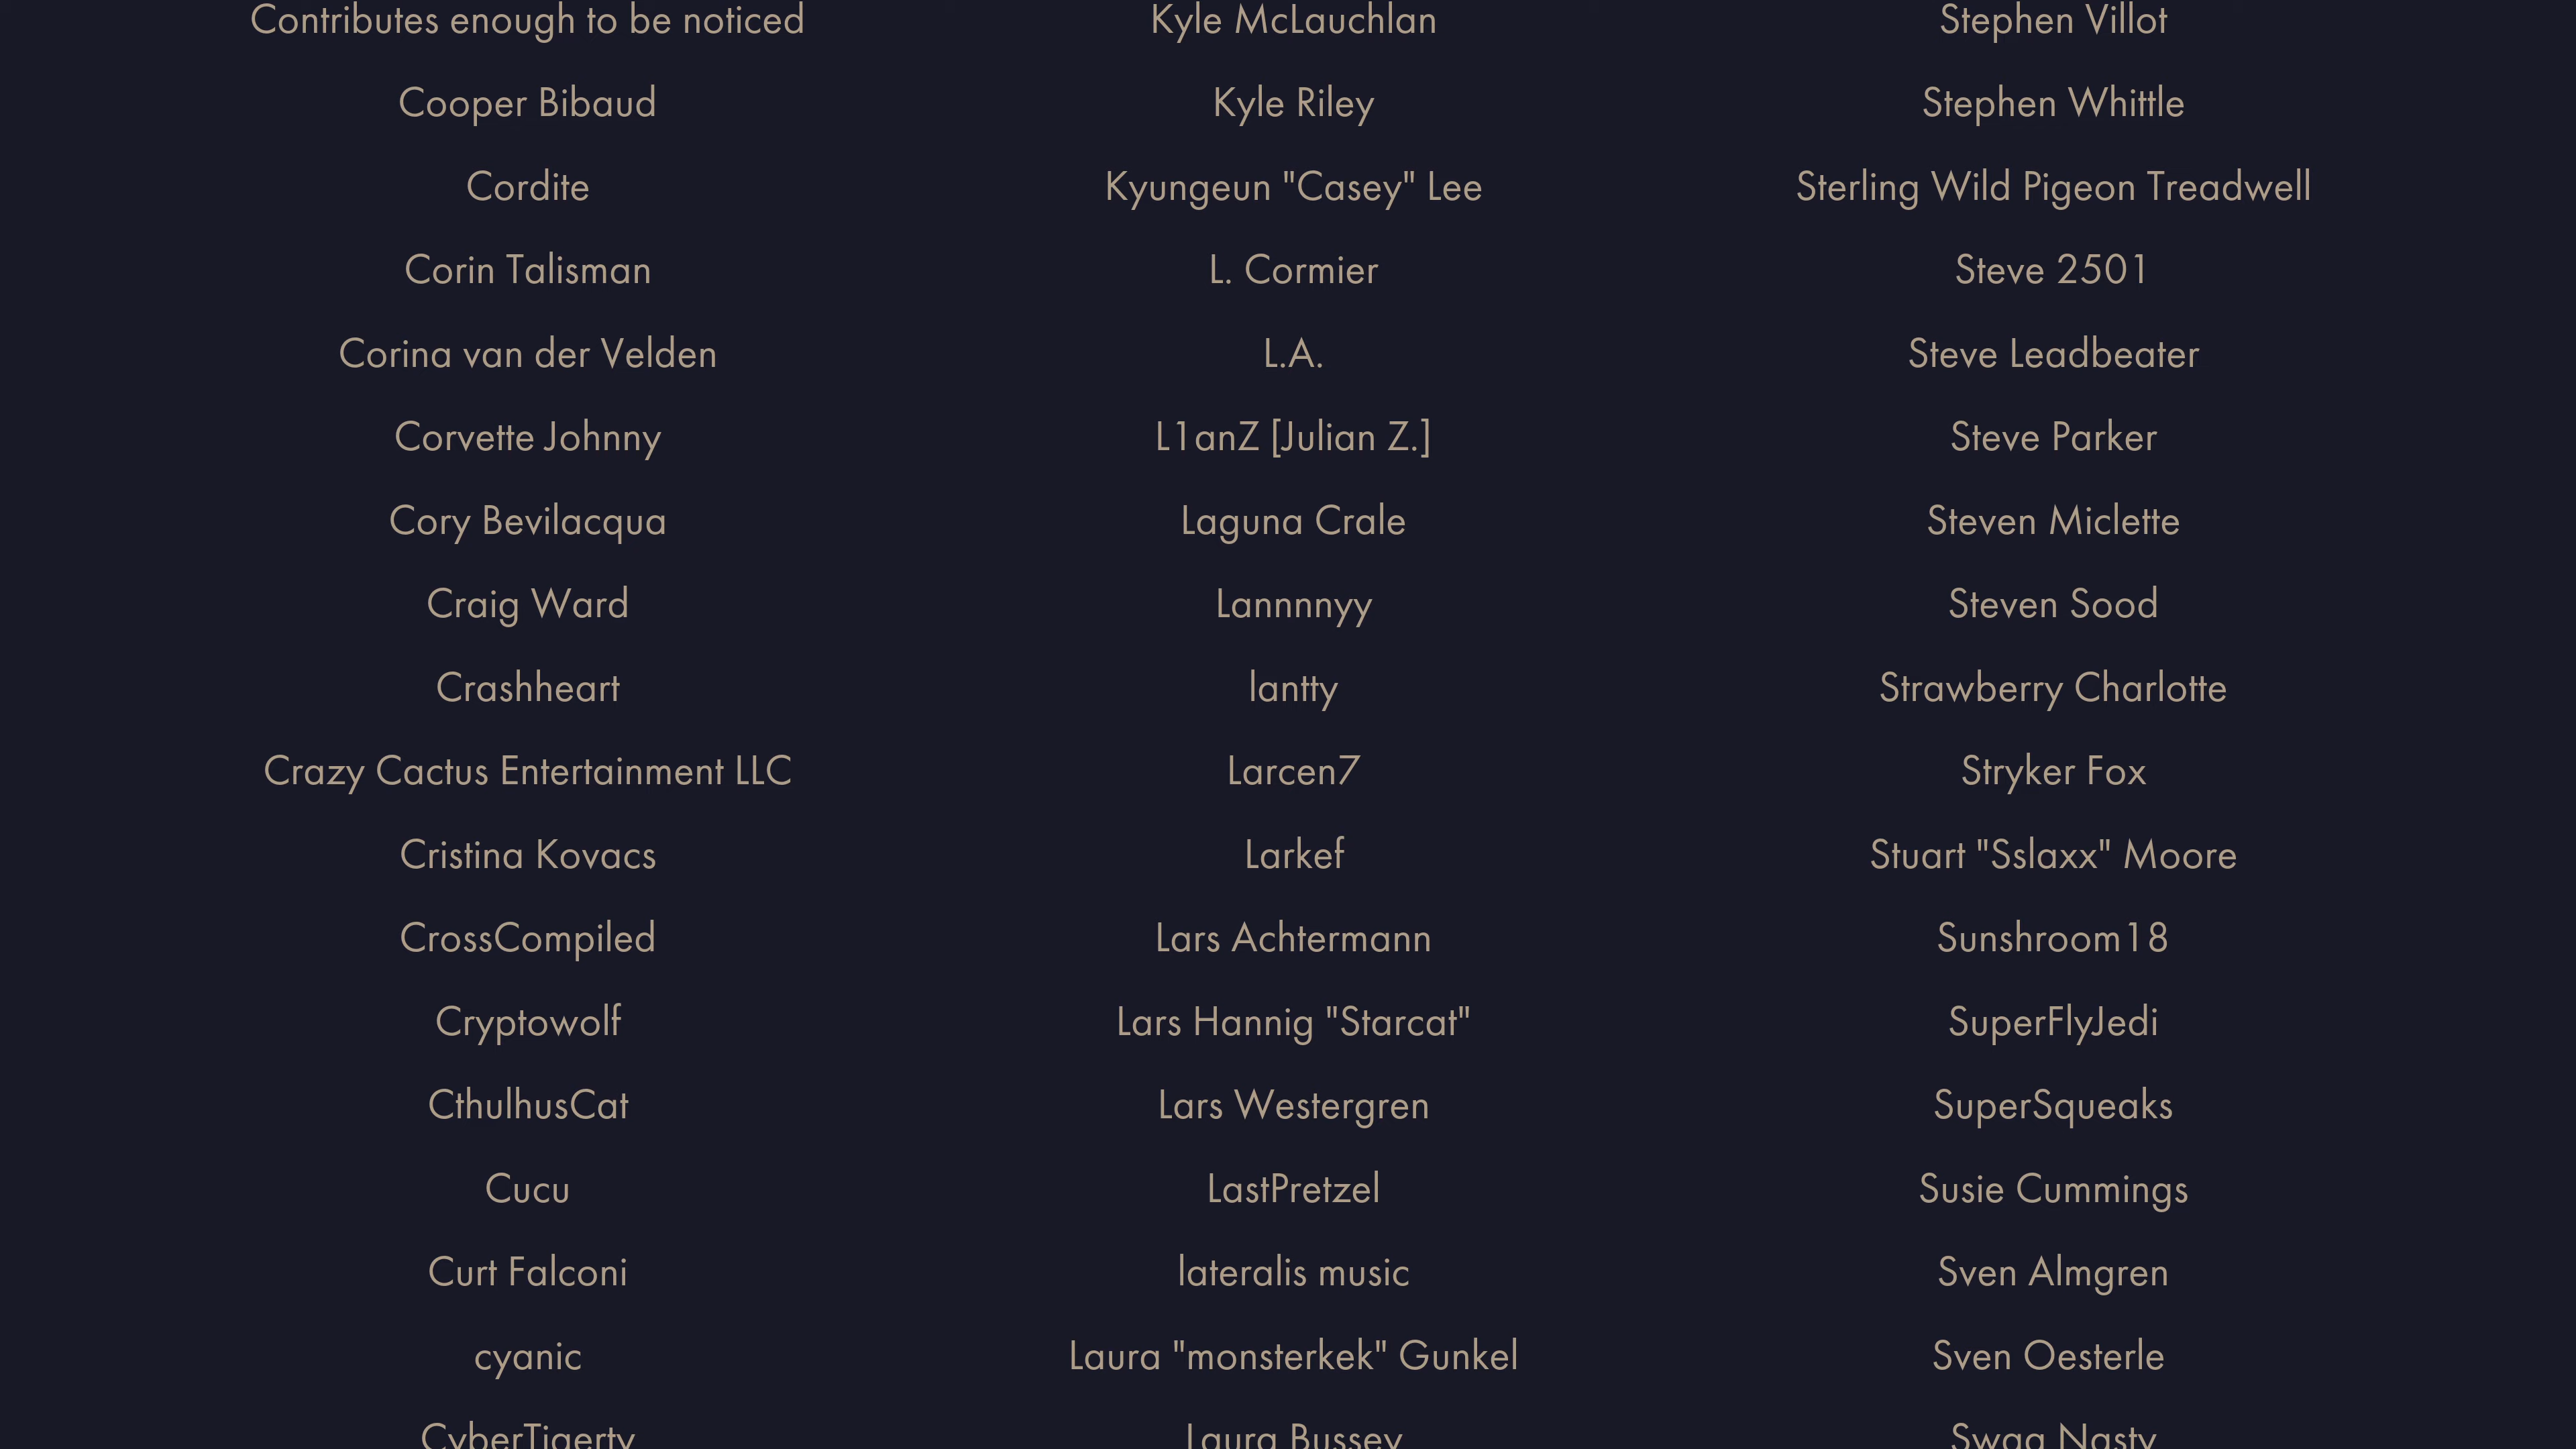 Contributes enough to be noticed
Cooper Bibaud
Cordite
Corin Talisman
Corina van der Velden
Corvette Johnny
Cory Bevilacqua
Craig Ward
Crashheart
Crazy Cactus Entertainment LLC
Cristina Kovacs
CrossCompiled
Cryptowolf
CthulhusCat
Cucu
Curt Falconi
cyanic
CyberTigerty
Kyle McLauchlan
Kyle Riley
Kyungeun "Casey" Lee
L. Cormier
L.A.
L1anZ [Julian Z.]
Laguna Crale
Lannnnyy
lantty
Larcen7
Larkef
Lars Achtermann
Lars Hannig "Starcat"
Lars Westergren
LastPretzel
lateralis music
Laura "monsterkek" Gunkel
Laura Bussey
Stephen Villot
Stephen Whittle
Sterling Wild Pigeon Treadwell
Steve 2501
Steve Leadbeater
Steve Parker
Steven Miclette
Steven Sood
Strawberry Charlotte
Stryker Fox
Stuart "Sslaxx" Moore
Sunshroom18
SuperFlyJedi
SuperSqueaks
Susie Cummings
Sven Almgren
Sven Oesterle
Swag Nasty